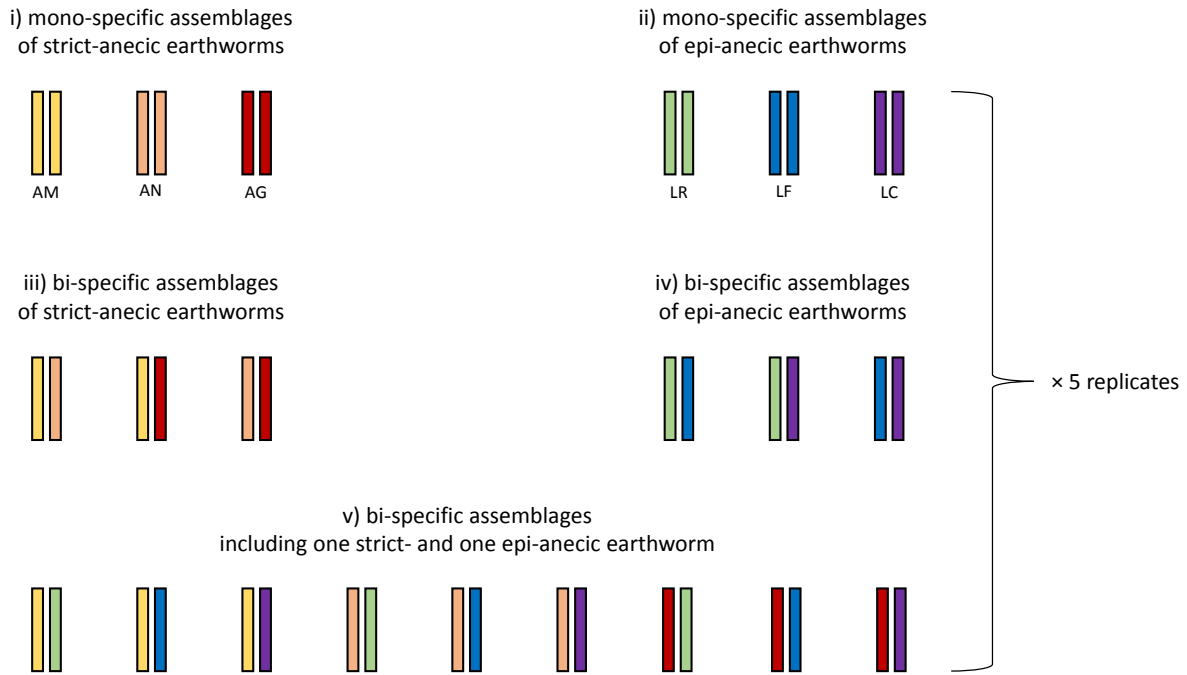 i) mono-specific assemblages
of strict-anecic earthworms
ii) mono-specific assemblages
of epi-anecic earthworms
AM
AN
AG
LR
LF
LC
iii) bi-specific assemblages
of strict-anecic earthworms
iv) bi-specific assemblages
of epi-anecic earthworms
× 5 replicates
v) bi-specific assemblages
including one strict- and one epi-anecic earthworm